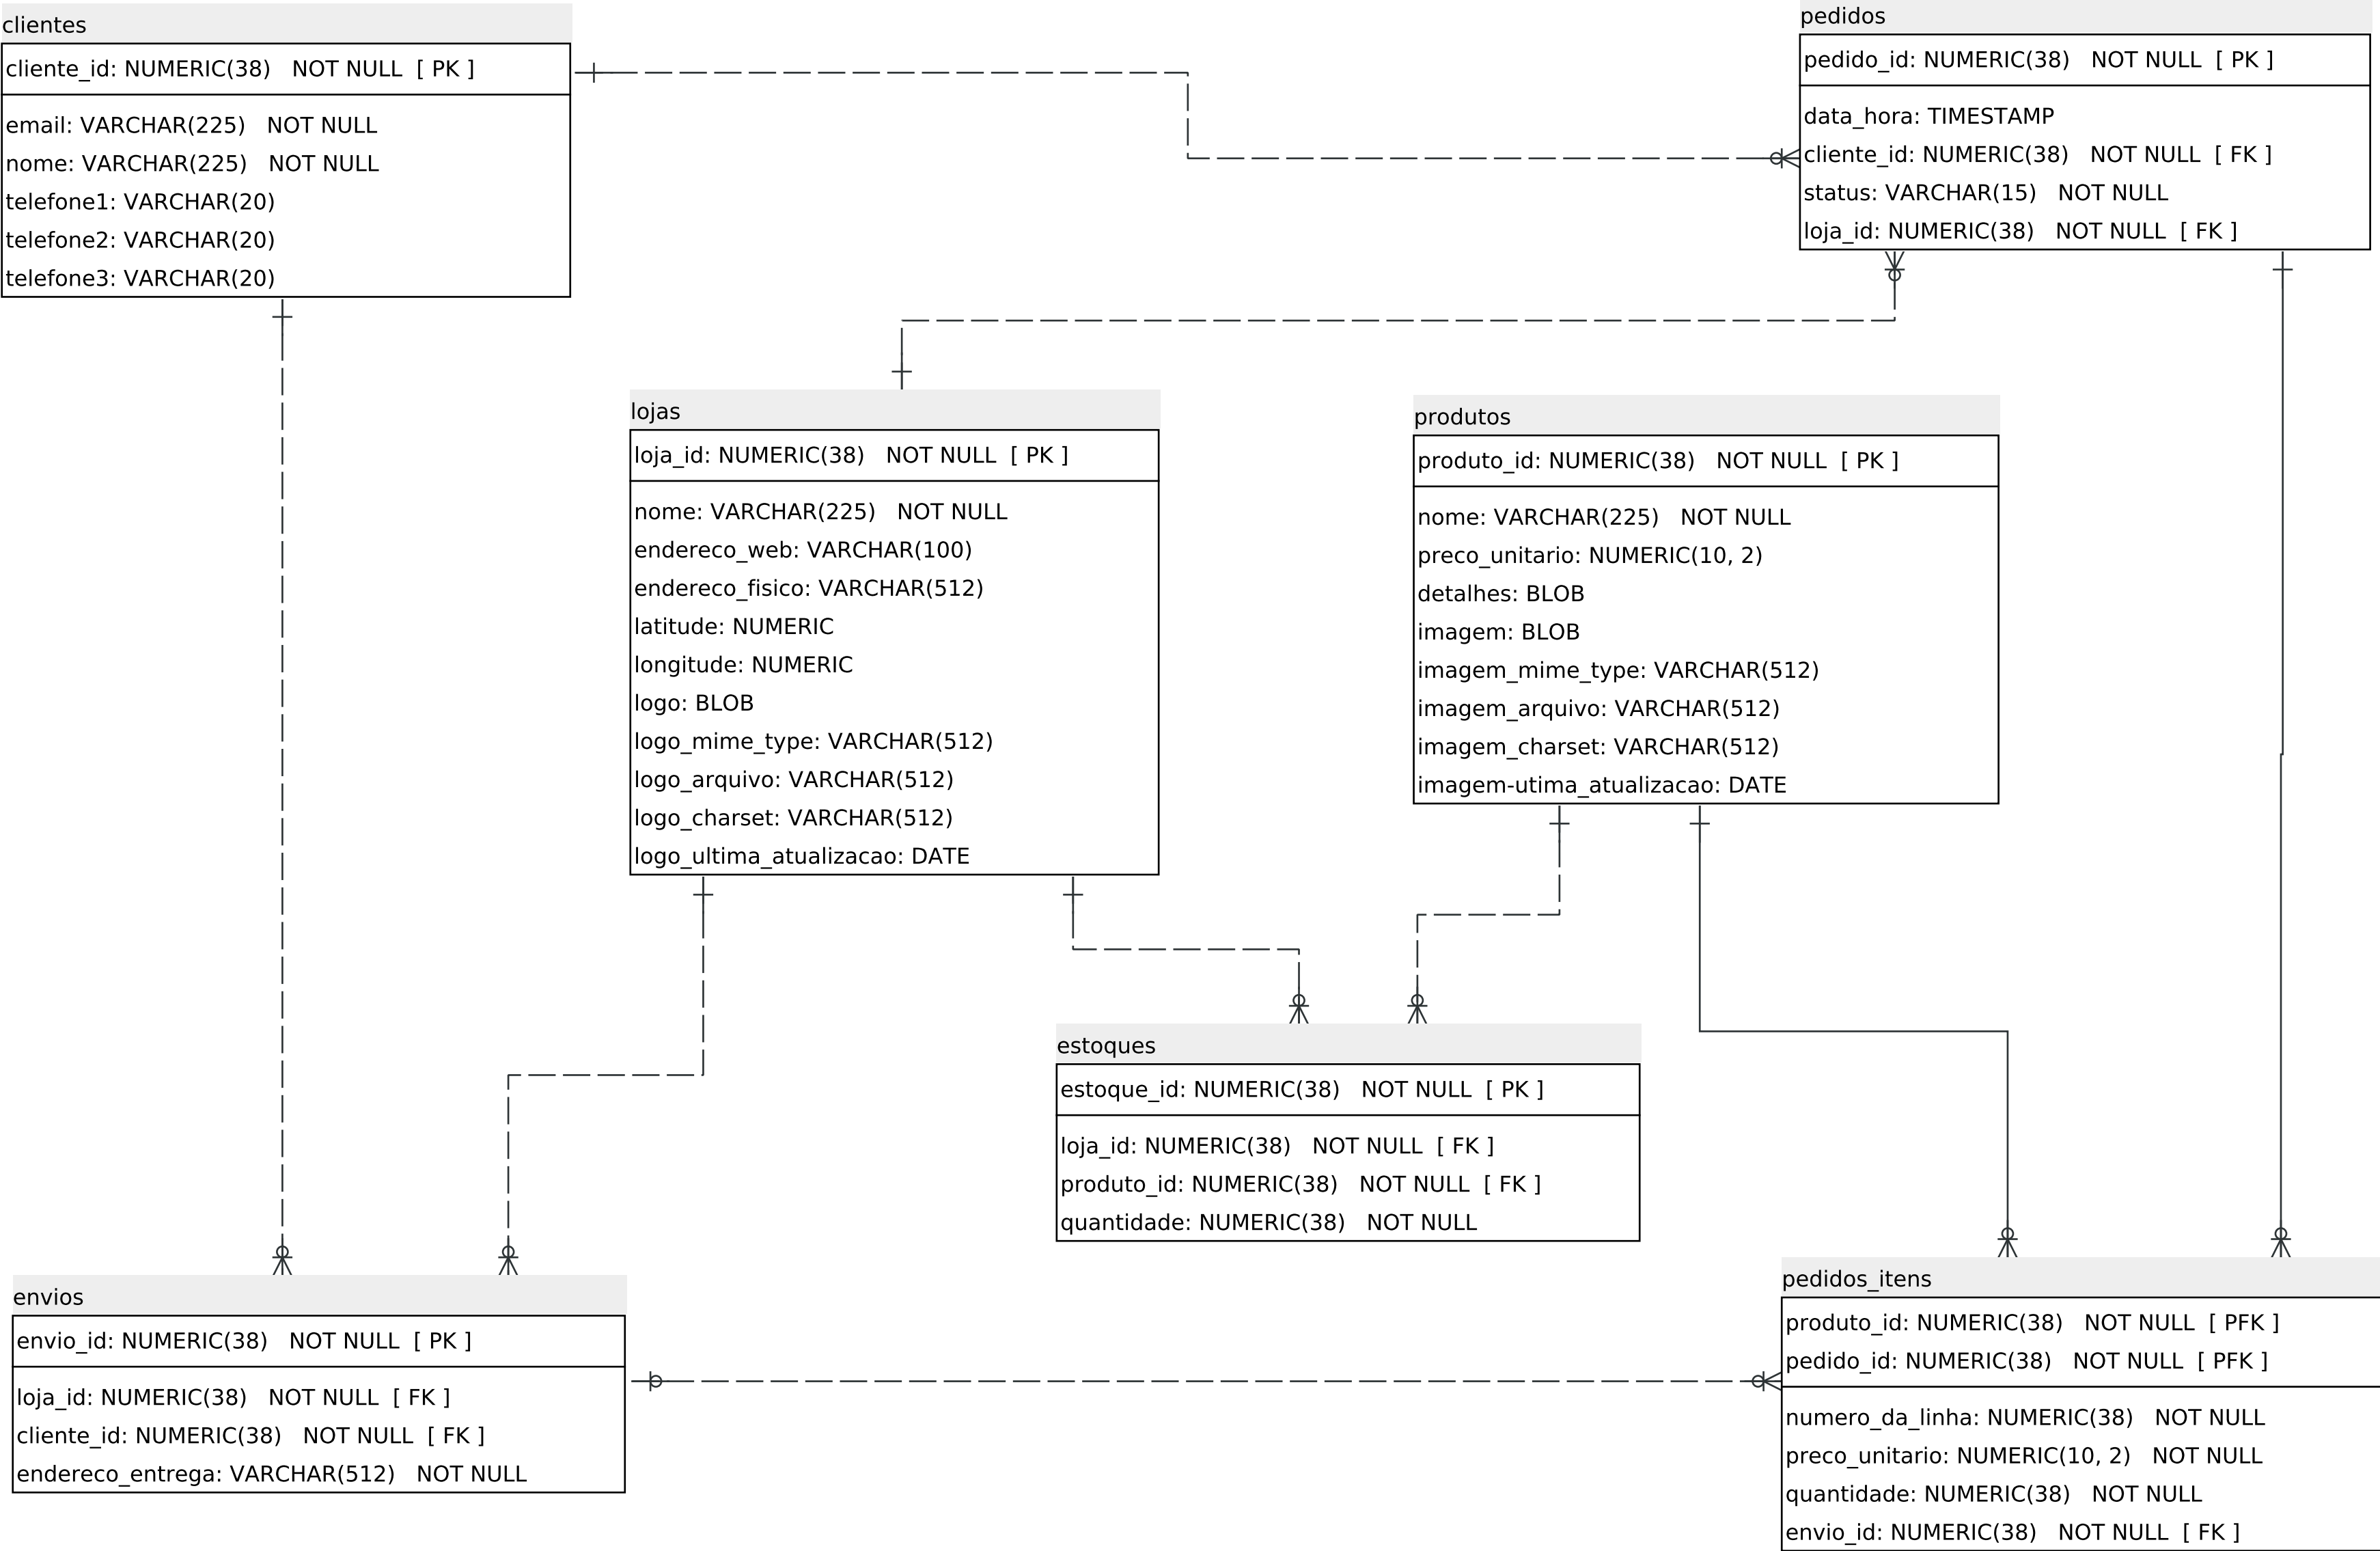 clientes
cliente_id: NUMERIC(38) NOT NULL [ PK ]
email: VARCHAR(225) NOT NULL
nome: VARCHAR(225) NOT NULL
telefone1: VARCHAR(20)
telefone2: VARCHAR(20)
telefone3: VARCHAR(20)
pedidos
pedido_id: NUMERIC(38) NOT NULL [ PK ]
data_hora: TIMESTAMP
cliente_id: NUMERIC(38) NOT NULL [ FK ]
status: VARCHAR(15) NOT NULL
loja_id: NUMERIC(38) NOT NULL [ FK ]
lojas
loja_id: NUMERIC(38) NOT NULL [ PK ]
nome: VARCHAR(225) NOT NULL
endereco_web: VARCHAR(100)
endereco_fisico: VARCHAR(512)
latitude: NUMERIC
longitude: NUMERIC
logo: BLOB
logo_mime_type: VARCHAR(512)
logo_arquivo: VARCHAR(512)
logo_charset: VARCHAR(512)
logo_ultima_atualizacao: DATE
produtos
produto_id: NUMERIC(38) NOT NULL [ PK ]
nome: VARCHAR(225) NOT NULL
preco_unitario: NUMERIC(10, 2)
detalhes: BLOB
imagem: BLOB
imagem_mime_type: VARCHAR(512)
imagem_arquivo: VARCHAR(512)
imagem_charset: VARCHAR(512)
imagem-utima_atualizacao: DATE
estoques
estoque_id: NUMERIC(38) NOT NULL [ PK ]
loja_id: NUMERIC(38) NOT NULL [ FK ]
produto_id: NUMERIC(38) NOT NULL [ FK ]
quantidade: NUMERIC(38) NOT NULL
envios
envio_id: NUMERIC(38) NOT NULL [ PK ]
loja_id: NUMERIC(38) NOT NULL [ FK ]
cliente_id: NUMERIC(38) NOT NULL [ FK ]
endereco_entrega: VARCHAR(512) NOT NULL
pedidos_itens
produto_id: NUMERIC(38) NOT NULL [ PFK ]
pedido_id: NUMERIC(38) NOT NULL [ PFK ]
numero_da_linha: NUMERIC(38) NOT NULL
preco_unitario: NUMERIC(10, 2) NOT NULL
quantidade: NUMERIC(38) NOT NULL
envio_id: NUMERIC(38) NOT NULL [ FK ]